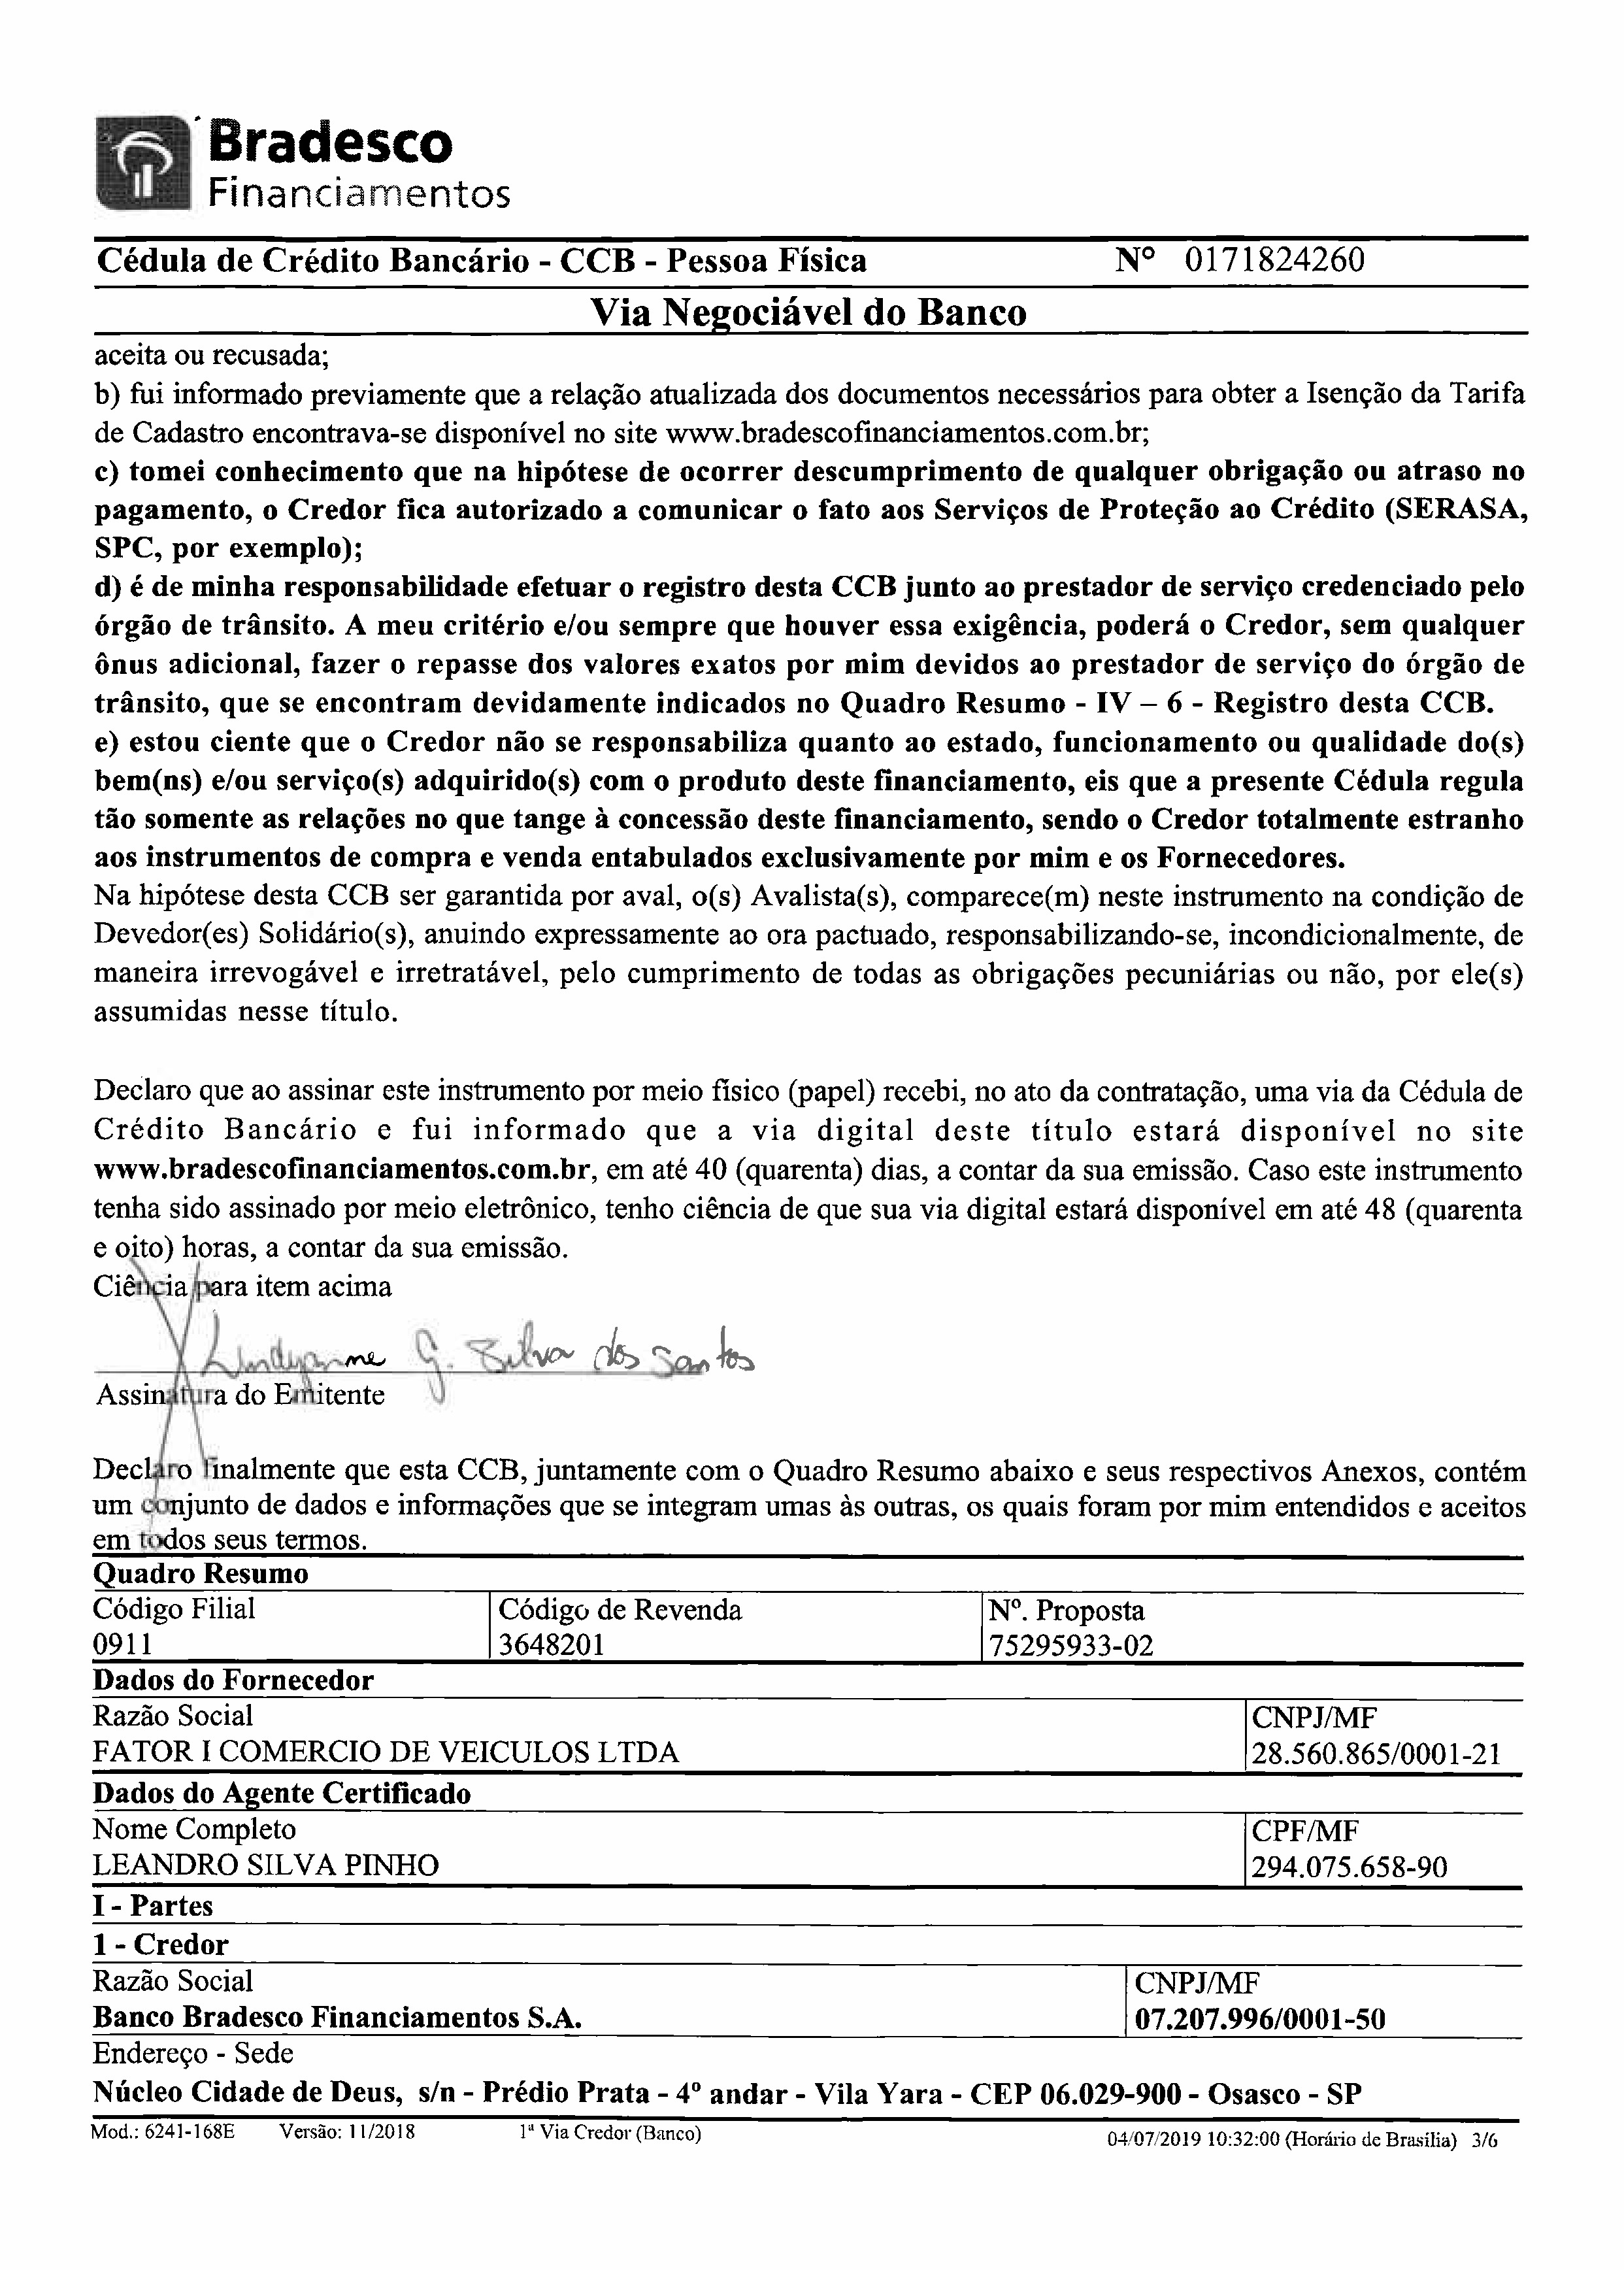 Bradesco
Financiamentos
Cédula de Crédito Bancário - CCB - Pessoa Física Nº 0171824260
Via Negociável do Banco
aceita ou recusada;
b) fui informado previamente que a relação atualizada dos documentos necessários para obter a Isenção da Tarifa
de Cadastro encontrava-se disponível no site www.bradescofinanciamentos.com.br;
c) tomei conhecimento que na hipótese de ocorrer descumprimento de qualquer obrigação ou atraso no
pagamento, o Credor fica autorizado a comunicar o fato aos Serviços de Proteção ao Crédito (SERASA,
SPC, por exemplo);
d) é de minha responsabilidade efetuar o registro desta CCB junto ao prestador de serviço credenciado pelo
órgão de trânsito. A meu critério e/ou sempre que houver essa exigência, poderá o Credor, sem qualquer
ônus adicional, fazer o repasse dos valores exatos por mim devidos ao prestador de serviço do órgão de
trânsito, que se encontram devidamente indicados no Quadro Resumo - IV – 6 - Registro desta CCB.
e) estou ciente que o Credor não se responsabiliza quanto ao estado, funcionamento ou qualidade do(s)
bem(ns) e/ou serviço(s) adquirido(s) com o produto deste financiamento, eis que a presente Cédula regula
tão somente as relações no que tange à concessão deste financiamento, sendo o Credor totalmente estranho
aos instrumentos de compra e venda entabulados exclusivamente por mim e os Fornecedores.
Na hipótese desta CCB ser garantida por aval, o(s) Avalista(s), comparece(m) neste instrumento na condição de
Devedor(es) Solidário(s), anuindo expressamente ao ora pactuado, responsabilizando-se, incondicionalmente, de
maneira irrevogável e irretratável, pelo cumprimento de todas as obrigações pecuniárias ou não, por ele(s)
assumidas nesse título.
Declaro que ao assinar este instrumento por meio físico (papel) recebi, no ato da contratação, uma via da Cédula de
Crédito Bancário e fui informado que a via digital deste título estará disponível no site
www.bradescofinanciamentos.com.br, em até 40 (quarenta) dias, a contar da sua emissão. Caso este instrumento
tenha sido assinado por meio eletrônico, tenho ciência de que sua via digital estará disponível em até 48 (quarenta
e oito) horas, a contar da sua emissão.
Ciência para item acima
G. Silva dos Santos
Assinatura do Emitente
Declaro finalmente que esta CCB, juntamente com o Quadro Resumo abaixo e seus respectivos Anexos, contém
um conjunto de dados e informações que se integram umas às outras, os quais foram por mim entendidos e aceitos
em todos seus termos.
Quadro Resumo
Código Filial Código de Revenda Nº. Proposta
0911 3648201 75295933-02
Dados do Fornecedor
Razão Social CNPJ/MF
FATOR I COMERCIO DE VEICULOS LTDA 28.560.865/0001-21
Dados do Agente Certificado
Nome Completo CPF/MF
LEANDRO SILVA PINHO 294.075.658-90
I - Partes
1 - Credor
Razão Social CNPJ/MF
Banco Bradesco Financiamentos S.A. 07.207.996/0001-50
Endereço - Sede
Núcleo Cidade de Deus, s/n - Prédio Prata - 4º andar - Vila Yara - CEP 06.029-900 - Osasco - SP
Mod.: 6241-168E Versão: 11/2018 1ª Via Credor (Banco) 04/07/2019 10:32:00 (Horário de Brasília) 3/6